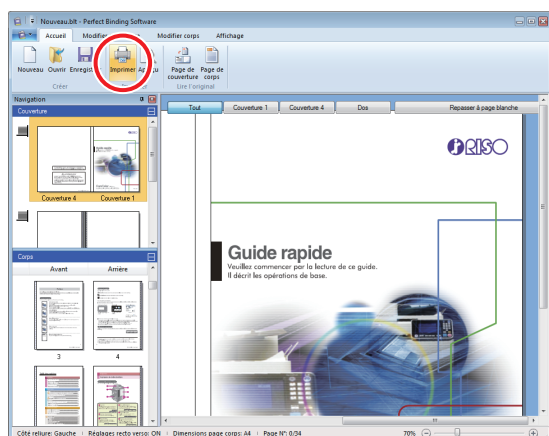 Nouveau.blt - Perfect Binding Software
Accueil Modifier Modifier corps Affichage
Nouveau Ouvrir Imprimer
Page de couverture Page de corps
Créer Lire l'original
Navigation
Couverture
Couverture 4 Couverture 1
Corps
Avant Arrière
3 4
Tout Couverture 1 Couverture 4 Dos Repasser à page blanche
RISO
Guide rapide
Veuillez commencer par la lecture de ce guide.
Il décrit les opérations de base.
Côté reliure: Gauche Réglages recto verso: ON Dimensions page corps: A4 Page N°: 0/34 70%